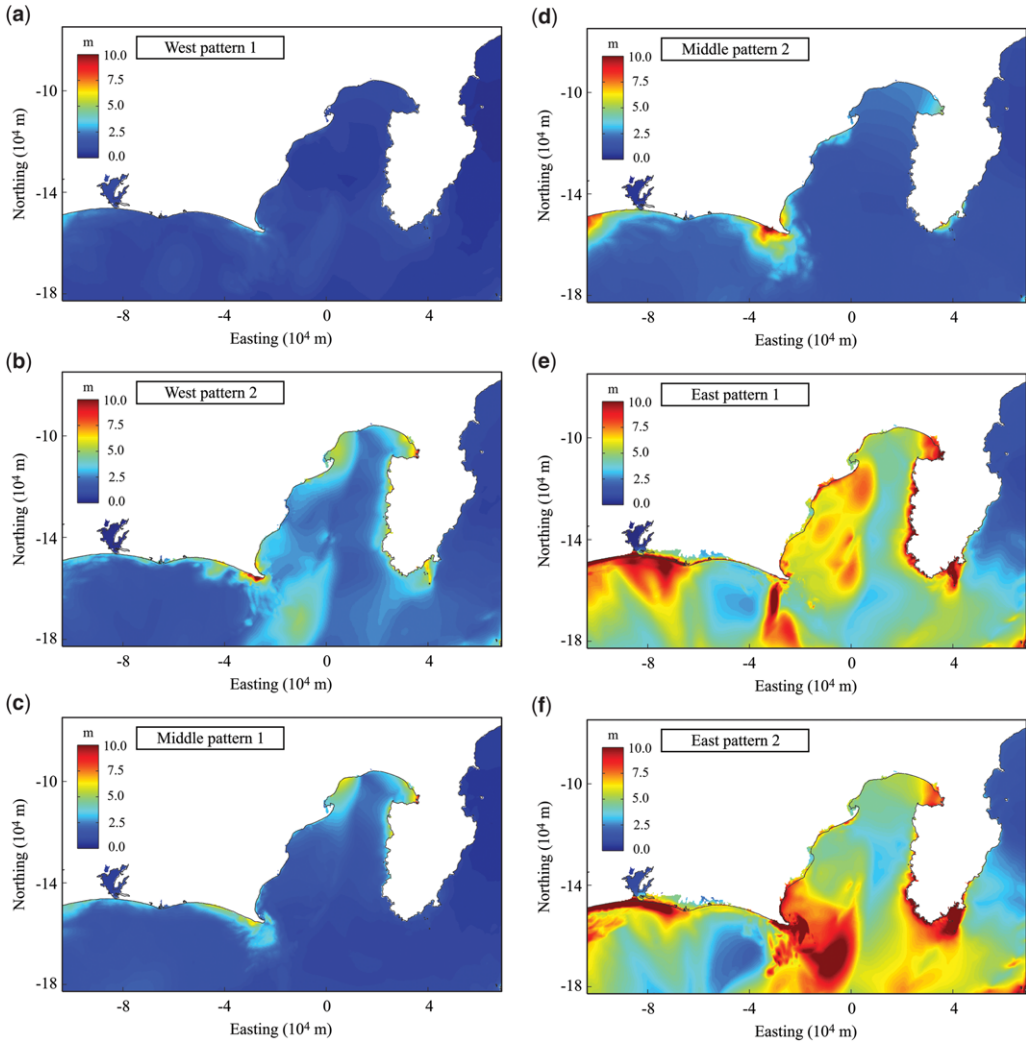 (a)
West pattern 1
m
10.0
7.5
5.0
2.5
0.0
-10
-14
-18
Northing (10⁴ m)
-8
-4
0
4
Easting (10⁴ m)
(b)
West pattern 2
m
10.0
7.5
5.0
2.5
0.0
-10
-14
-18
Northing (10⁴ m)
-8
-4
0
4
Easting (10⁴ m)
(c)
Middle pattern 1
m
10.0
7.5
5.0
2.5
0.0
-10
-14
-18
Northing (10⁴ m)
-8
-4
0
4
Easting (10⁴ m)
(d)
Middle pattern 2
m
10.0
7.5
5.0
2.5
0.0
-10
-14
-18
Northing (10⁴ m)
-8
-4
0
4
Easting (10⁴ m)
(e)
East pattern 1
m
10.0
7.5
5.0
2.5
0.0
-10
-14
-18
Northing (10⁴ m)
-8
-4
0
4
Easting (10⁴ m)
(f)
East pattern 2
m
10.0
7.5
5.0
2.5
0.0
-10
-14
-18
Northing (10⁴ m)
-8
-4
0
4
Easting (10⁴ m)